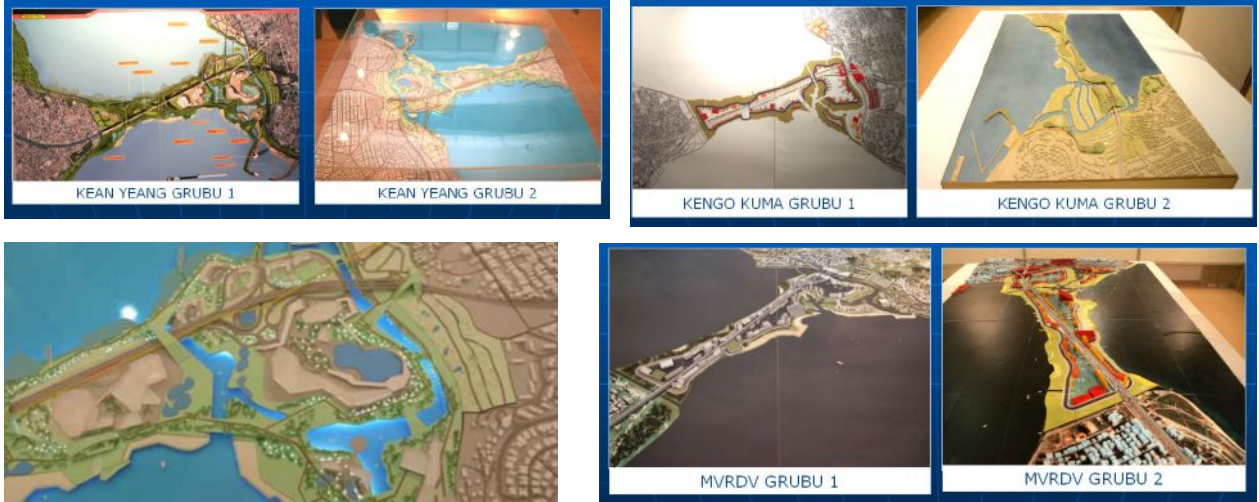 KEAN YEANG GRUBU 1
KEAN YEANG GRUBU 2
KENGO KUMA GRUBU 1
KENGO KUMA GRUBU 2
MVRDV GRUBU 1
MVRDV GRUBU 2